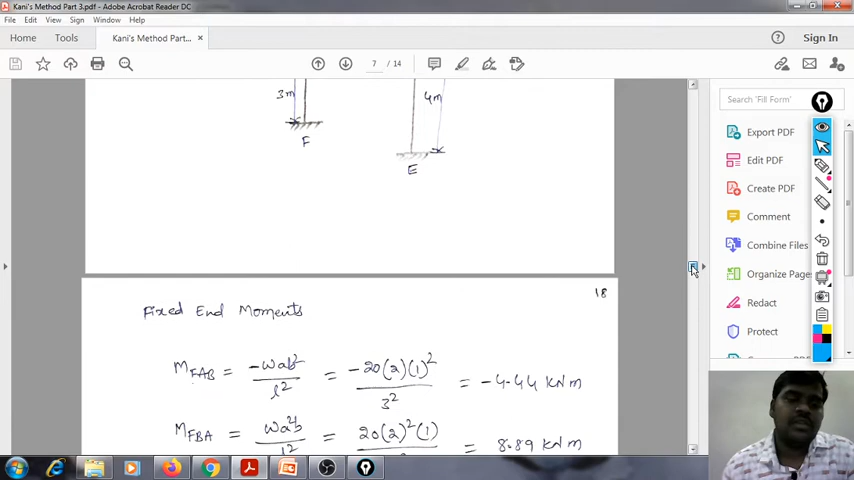 Kani's Method Part 3.pdf - Adobe Acrobat Reader DC
File Edit View Sign Window Help
Home Tools Kani's Method Part... × Sign In
7 / 14
Search 'Fill Form'
3m
4m
F
E
Export PDF
Edit PDF
Create PDF
Comment
Combine Files
Organize Pages
Redact
Protect
18
Fixed End Moments
MFAB = -Wab²/l² = -20(2)(1)²/3² = -4.44 kNm
MFBA = Wa²b/l² = 20(2)²(1) = 8.89 kNm